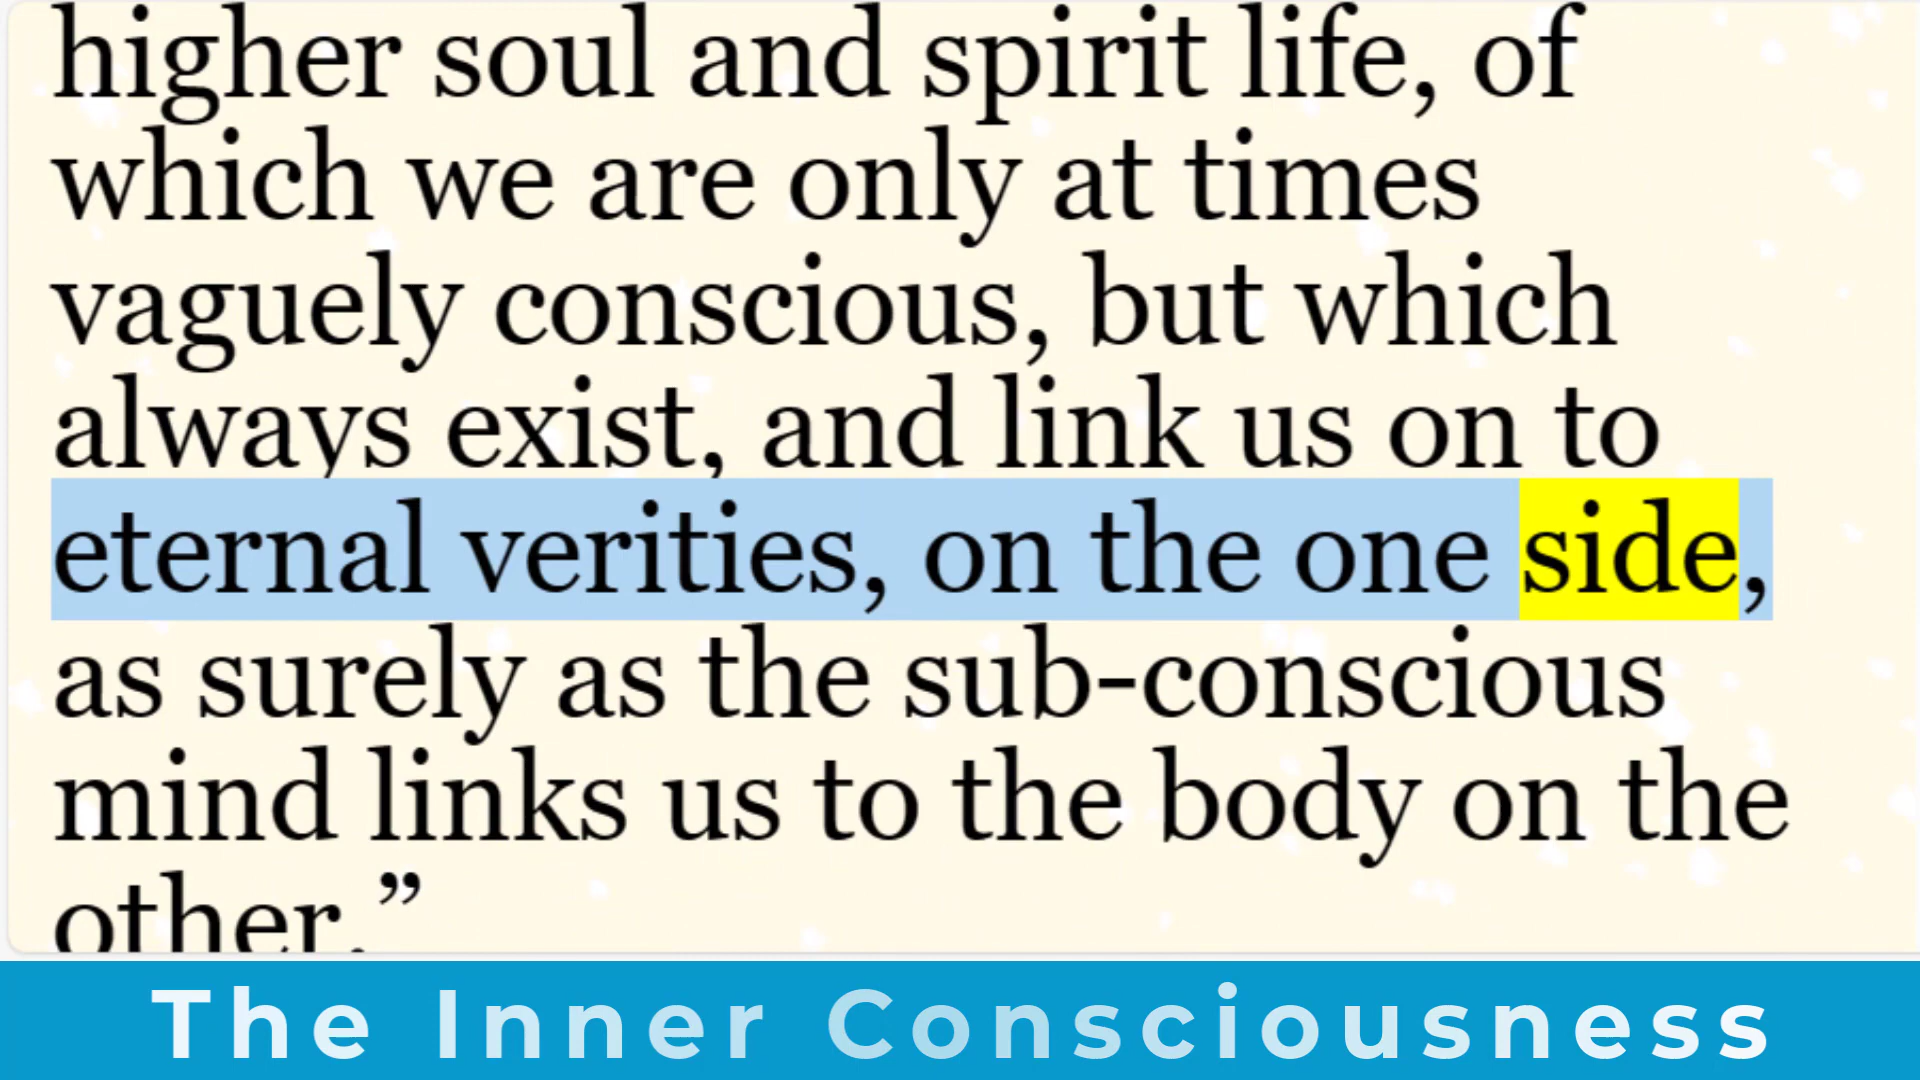 higher soul and spirit life, of
which we are only at times
vaguely conscious, but which
always exist, and link us on to
eternal verities, on the one side,
as surely as the sub-conscious
mind links us to the body on the
other.”
The Inner Consciousness